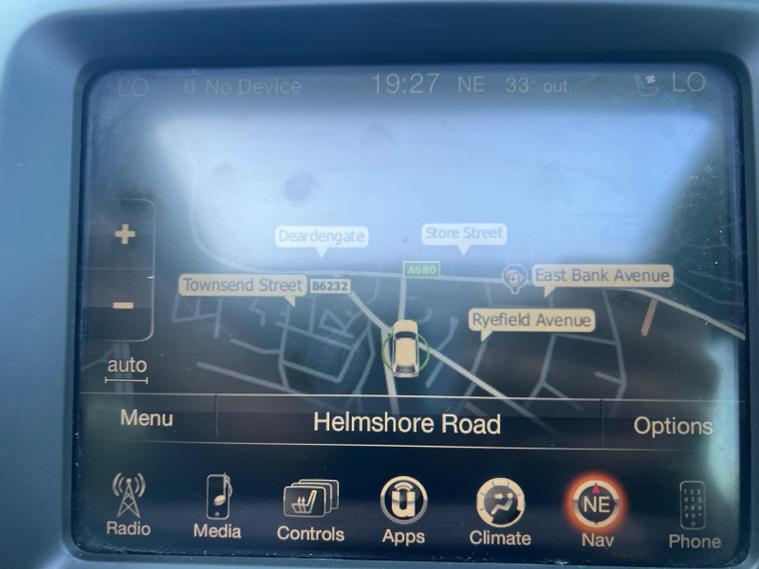 LO 0 No Device 19:27 NE 33° out. LO
+
Deardengate Store Street
A680
Townsend Street B6232 East Bank Avenue
−
Ryefield Avenue
auto
Menu Helmshore Road Options
NE
Radio Media Controls Apps Climate Nav Phone